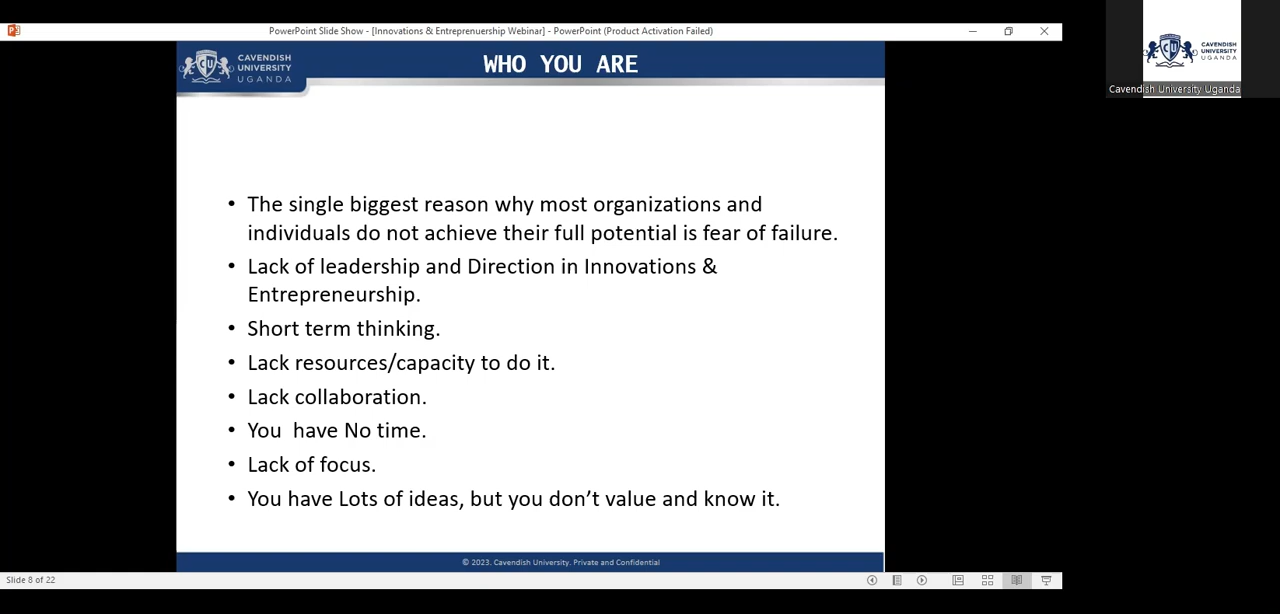 PowerPoint Slide Show - [Innovations & Entreprenuership Webinar] - PowerPoint (Product Activation Failed)
CAVENDISH
UNIVERSITY
UGANDA
CU
WHO YOU ARE
• The single biggest reason why most organizations and
individuals do not achieve their full potential is fear of failure.
• Lack of leadership and Direction in Innovations &
Entrepreneurship.
• Short term thinking.
• Lack resources/capacity to do it.
• Lack collaboration.
• You  have No time.
• Lack of focus.
• You have Lots of ideas, but you don’t value and know it.
© 2023, Cavendish University. Private and Confidential
Slide 8 of 22
CU
CAVENDISH
UNIVERSITY
UGANDA
Cavendish University Uganda